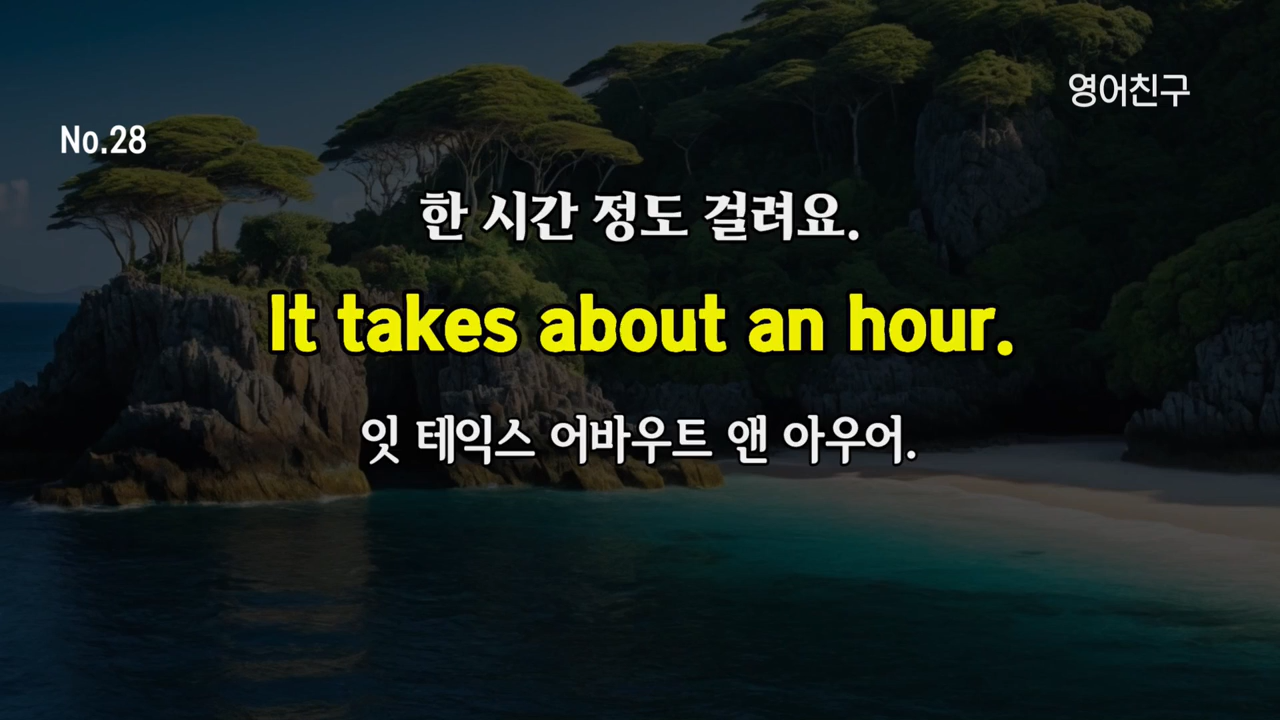 영어친구
No.28
한 시간 정도 걸려요.
It takes about an hour.
잇 테익스 어바우트 앤 아우어.